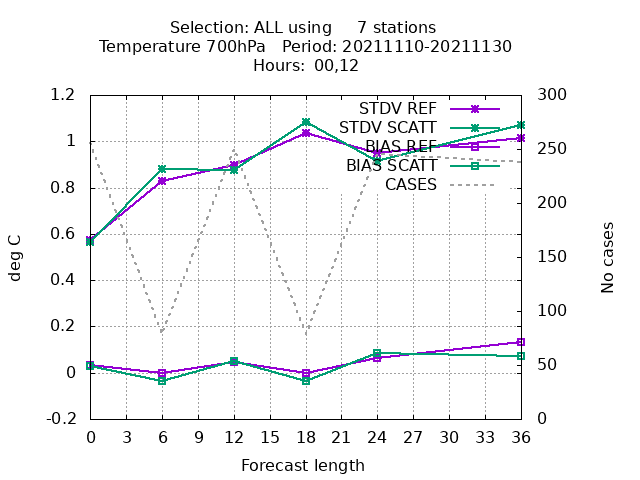 Selection: ALL using     7 stations
Temperature 700hPa   Period: 20211110-20211130
Hours:  00,12
STDV REF
STDV SCATT
BIAS REF
BIAS SCATT
CASES
deg C
1.2
1
0.8
0.6
0.4
0.2
0
-0.2
300
250
200
150
100
50
0
No cases
0 3 6 9 12 15 18 21 24 27 30 33 36
Forecast length